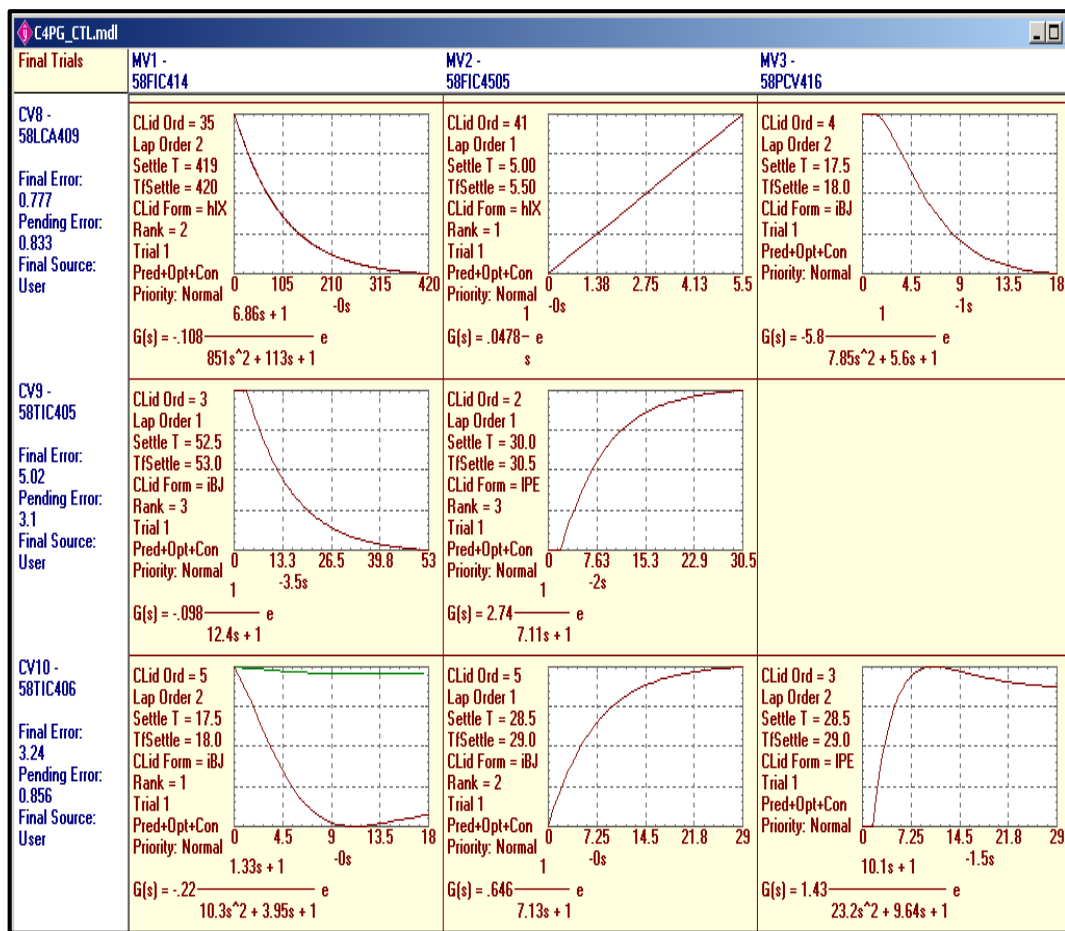 C4PG_CTL.mdl
Final Trials
MV1 -
58FIC414
MV2 -
58FIC4505
MV3 -
58PCV416
CV8 -
58LCA409
Final Error:
0.777
Pending Error:
0.833
Final Source:
User
CLid Ord = 35
Lap Order 2
Settle T = 419
TfSettle = 420
CLid Form = hIX
Rank = 2
Trial 1
Pred+Opt+Con
Priority: Normal
0 105 210 315 420
-0s
6.86s + 1
G(s) = -.108 e
851s^2 + 113s + 1
CLid Ord = 41
Lap Order 1
Settle T = 5.00
TfSettle = 5.50
CLid Form = hIX
Rank = 1
Trial 1
Pred+Opt+Con
Priority: Normal
0 1.38 2.75 4.13 5.5
-0s
1
G(s) = .0478 e
s
CLid Ord = 4
Lap Order 2
Settle T = 17.5
TfSettle = 18.0
CLid Form = iBJ
Trial 1
Pred+Opt+Con
Priority: Normal
0 4.5 9 13.5 18
-1s
1
G(s) = -5.8 e
7.85s^2 + 5.6s + 1
CV9 -
58TIC405
Final Error:
5.02
Pending Error:
3.1
Final Source:
User
CLid Ord = 3
Lap Order 1
Settle T = 52.5
TfSettle = 53.0
CLid Form = iBJ
Rank = 3
Trial 1
Pred+Opt+Con
Priority: Normal
0 13.3 26.5 39.8 53
-3.5s
1
G(s) = -.098 e
12.4s + 1
CLid Ord = 2
Lap Order 1
Settle T = 30.0
TfSettle = 30.5
CLid Form = IPE
Rank = 3
Trial 1
Pred+Opt+Con
Priority: Normal
0 7.63 15.3 22.9 30.5
-2s
1
G(s) = 2.74 e
7.11s + 1
CV10 -
58TIC406
Final Error:
3.24
Pending Error:
0.856
Final Source:
User
CLid Ord = 5
Lap Order 2
Settle T = 17.5
TfSettle = 18.0
CLid Form = iBJ
Rank = 1
Trial 1
Pred+Opt+Con
Priority: Normal
0 4.5 9 13.5 18
-0s
1.33s + 1
G(s) = -.22 e
10.3s^2 + 3.95s + 1
CLid Ord = 5
Lap Order 1
Settle T = 28.5
TfSettle = 29.0
CLid Form = iBJ
Rank = 2
Trial 1
Pred+Opt+Con
Priority: Normal
0 7.25 14.5 21.8 29
-0s
1
G(s) = .646 e
7.13s + 1
CLid Ord = 3
Lap Order 2
Settle T = 28.5
TfSettle = 29.0
CLid Form = IPE
Trial 1
Pred+Opt+Con
Priority: Normal
0 7.25 14.5 21.8 29
-1.5s
10.1s + 1
G(s) = 1.43 e
23.2s^2 + 9.64s + 1